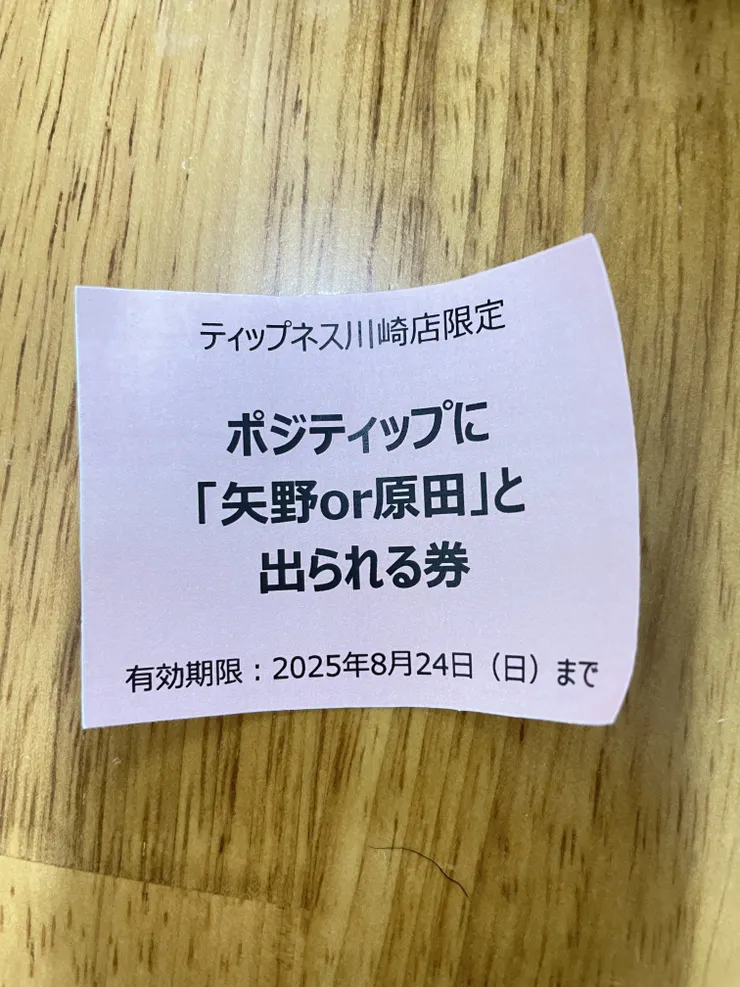 ティップネス川崎店限定
ポジティップに
「矢野or原田」と
出られる券
有効期限：2025年8月24日（日）まで